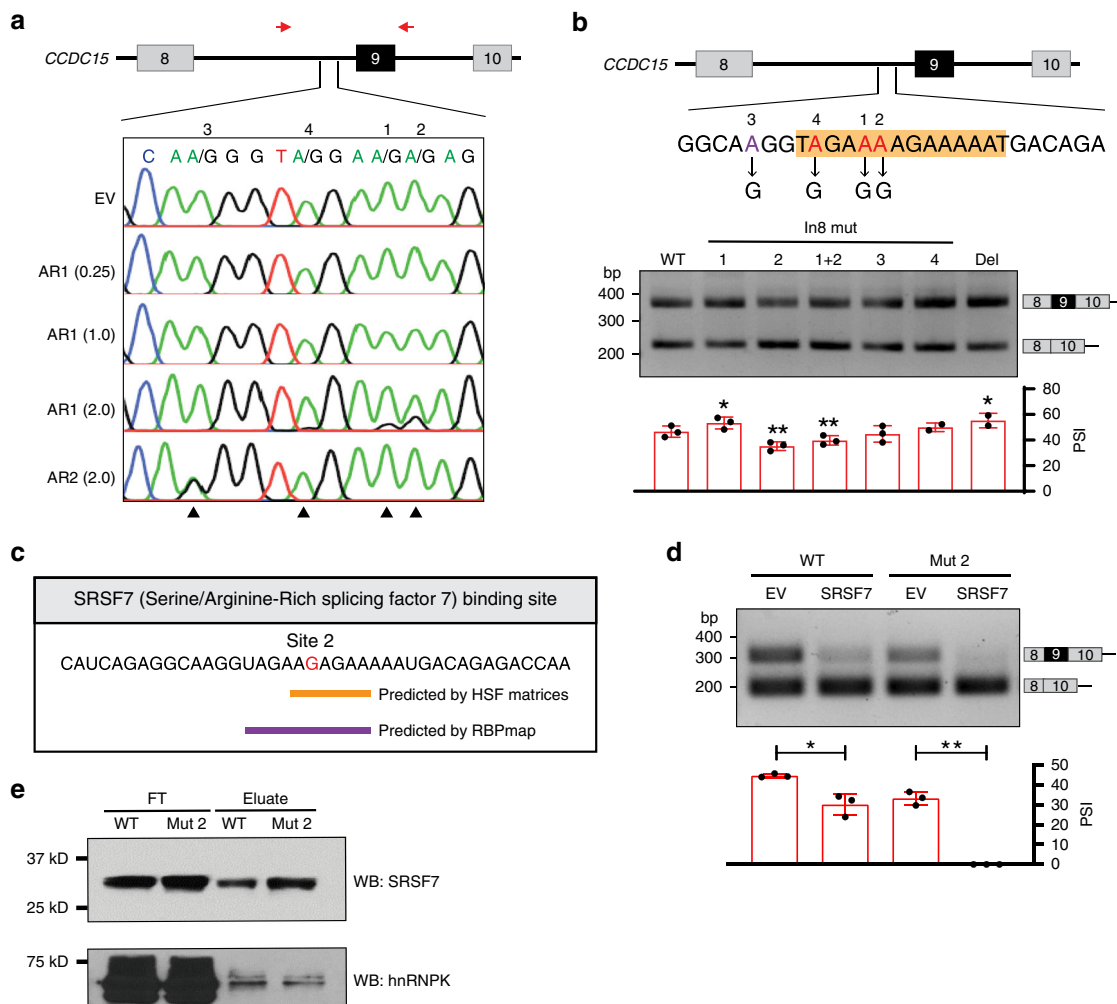 a
CCDC15
8
9
10
3 4 1 2
C A A/G G G T A/G G A A/G A/G A G
EV
AR1 (0.25)
AR1 (1.0)
AR1 (2.0)
AR2 (2.0)
b
CCDC15
8
9
10
3 4 1 2
GGCAAGGTAGAAAGAAAAATGACAGA
G G G G
In8 mut
WT 1 2 1+2 3 4 Del
bp
400
300
200
8 9 10
8 10
* ** ** *
80
60
40
20
0
PSI
c
SRSF7 (Serine/Arginine-Rich splicing factor 7) binding site
Site 2
CAUCAGAGGCAAGGUAGAAGAGAAAAAUGACAGAGACCAA
Predicted by HSF matrices
Predicted by RBPmap
d
WT Mut 2
EV SRSF7 EV SRSF7
bp
400
300
200
8 9 10
8 10
* **
50
40
30
20
10
0
PSI
e
FT Eluate
WT Mut 2 WT Mut 2
37 kD
25 kD
WB: SRSF7
75 kD
WB: hnRNPK